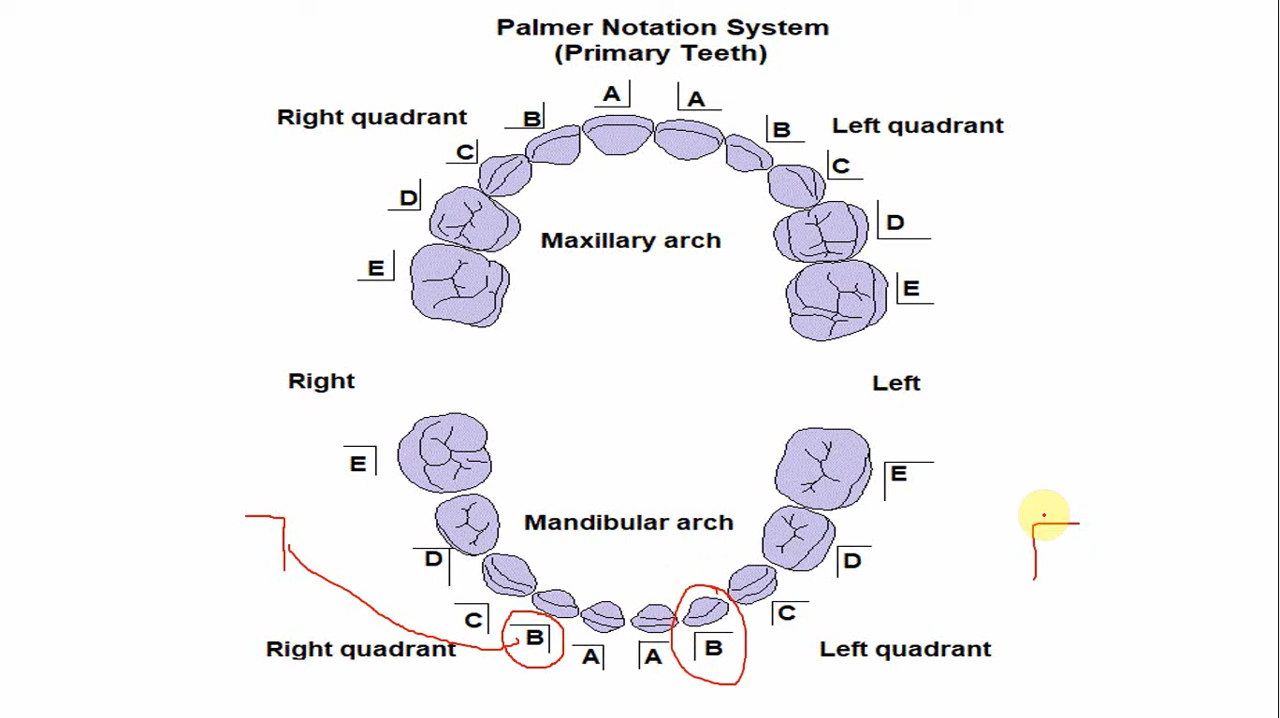 Palmer Notation System
(Primary Teeth)
A A
Right quadrant B B Left quadrant
C C
D D
Maxillary arch
E E
Right Left
E E
Mandibular arch
D D
C C
Right quadrant B A A B Left quadrant